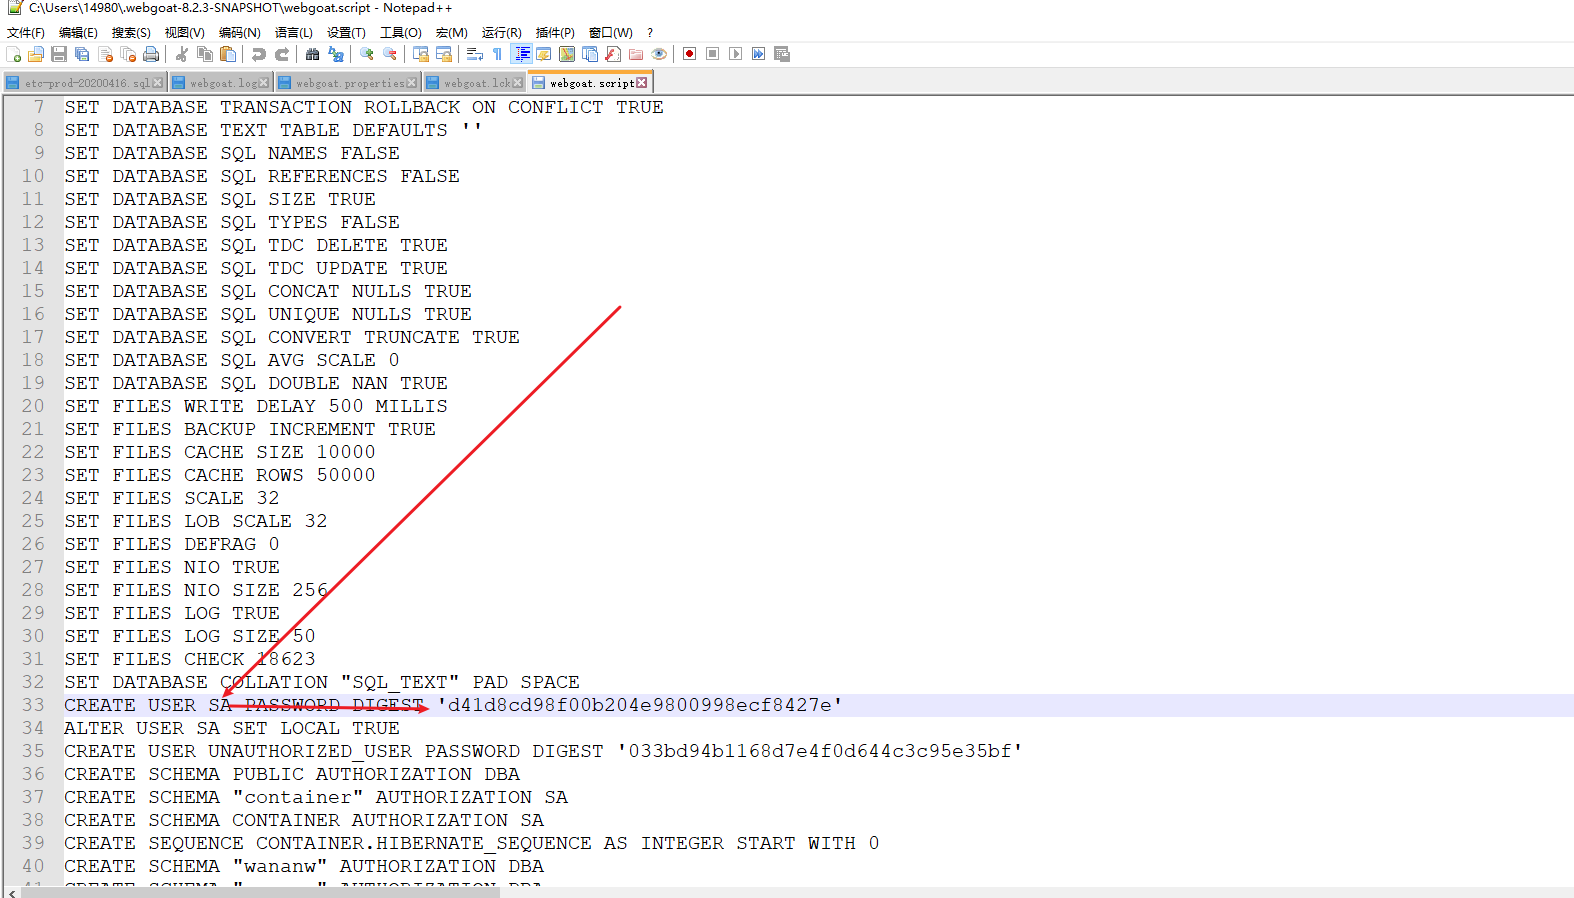 C:\Users\14980\.webgoat-8.2.3-SNAPSHOT\webgoat.script - Notepad++
文件(F) 编辑(E) 搜索(S) 视图(V) 编码(N) 语言(L) 设置(T) 工具(O) 宏(M) 运行(R) 插件(P) 窗口(W) ?
etc-prod-20200416.sql webgoat.log webgoat.properties webgoat.lck webgoat.script
7 SET DATABASE TRANSACTION ROLLBACK ON CONFLICT TRUE
8 SET DATABASE TEXT TABLE DEFAULTS ''
9 SET DATABASE SQL NAMES FALSE
10 SET DATABASE SQL REFERENCES FALSE
11 SET DATABASE SQL SIZE TRUE
12 SET DATABASE SQL TYPES FALSE
13 SET DATABASE SQL TDC DELETE TRUE
14 SET DATABASE SQL TDC UPDATE TRUE
15 SET DATABASE SQL CONCAT NULLS TRUE
16 SET DATABASE SQL UNIQUE NULLS TRUE
17 SET DATABASE SQL CONVERT TRUNCATE TRUE
18 SET DATABASE SQL AVG SCALE 0
19 SET DATABASE SQL DOUBLE NAN TRUE
20 SET FILES WRITE DELAY 500 MILLIS
21 SET FILES BACKUP INCREMENT TRUE
22 SET FILES CACHE SIZE 10000
23 SET FILES CACHE ROWS 50000
24 SET FILES SCALE 32
25 SET FILES LOB SCALE 32
26 SET FILES DEFRAG 0
27 SET FILES NIO TRUE
28 SET FILES NIO SIZE 256
29 SET FILES LOG TRUE
30 SET FILES LOG SIZE 50
31 SET FILES CHECK 18623
32 SET DATABASE COLLATION "SQL_TEXT" PAD SPACE
33 CREATE USER SA PASSWORD DIGEST 'd41d8cd98f00b204e9800998ecf8427e'
34 ALTER USER SA SET LOCAL TRUE
35 CREATE USER UNAUTHORIZED_USER PASSWORD DIGEST '033bd94b1168d7e4f0d644c3c95e35bf'
36 CREATE SCHEMA PUBLIC AUTHORIZATION DBA
37 CREATE SCHEMA "container" AUTHORIZATION SA
38 CREATE SCHEMA CONTAINER AUTHORIZATION SA
39 CREATE SEQUENCE CONTAINER.HIBERNATE_SEQUENCE AS INTEGER START WITH 0
40 CREATE SCHEMA "wananw" AUTHORIZATION DBA